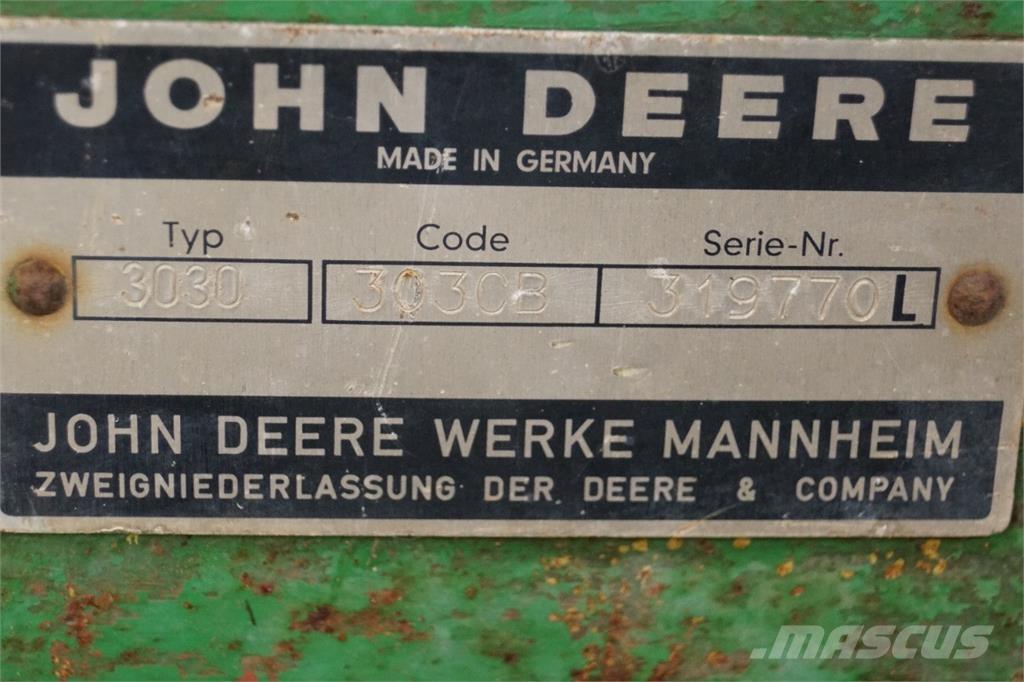 JOHN DEERE
MADE IN GERMANY
Typ Code Serie-Nr.
3030 3030B 319770L
JOHN DEERE WERKE MANNHEIM
ZWEIGNIEDERLASSUNG DER DEERE & COMPANY
MASCUS